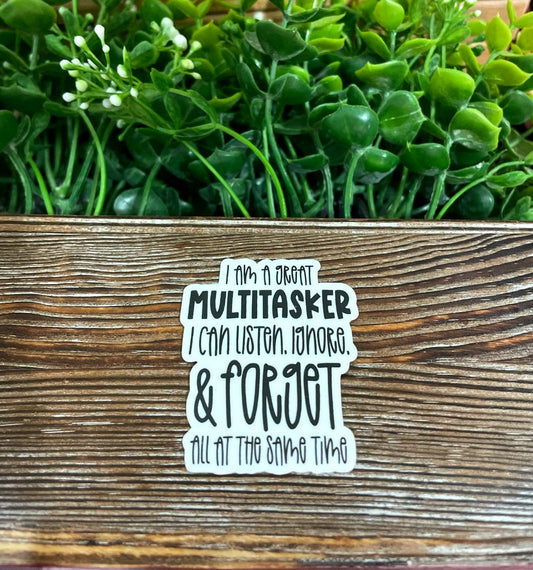 I AM A GREAT
MULTITASKER
I CAN LISTEN, IGNORE,
& FORGET
ALL AT THE SAME TIME